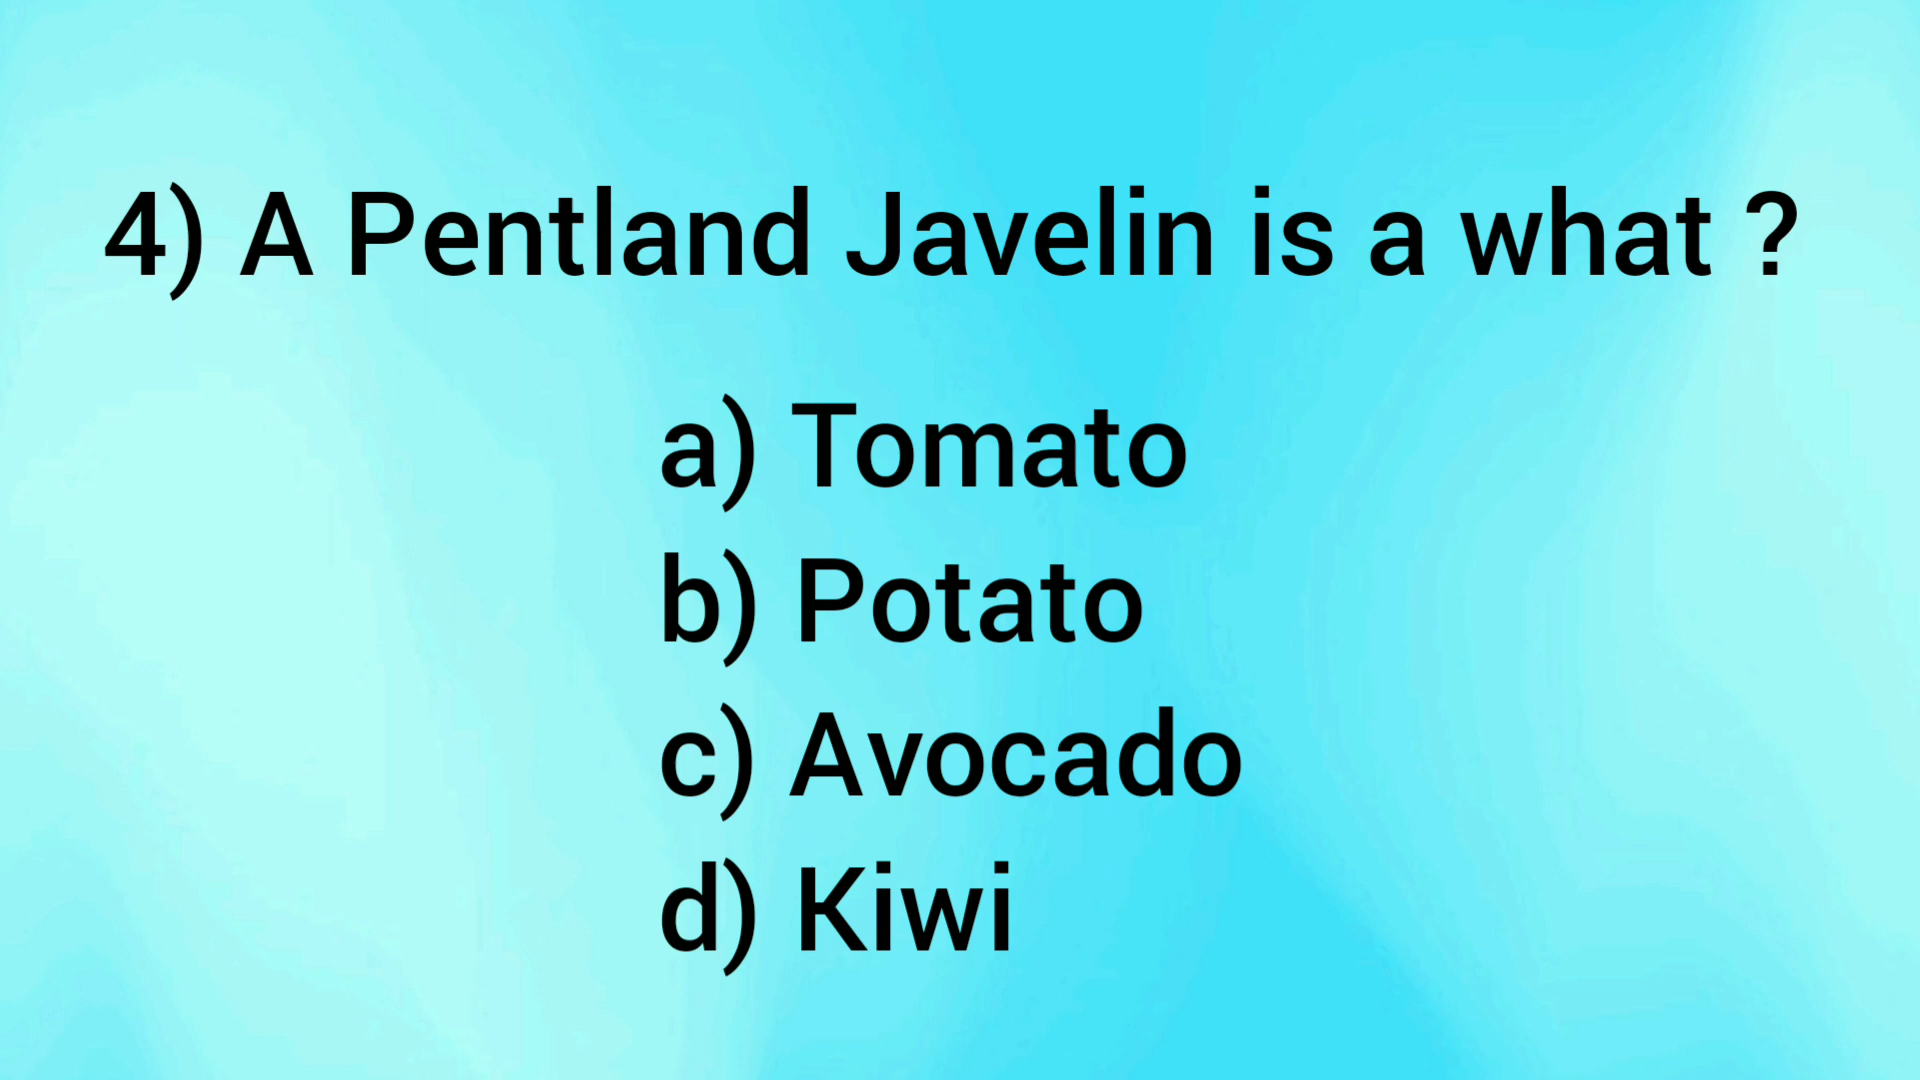 4) A Pentland Javelin is a what ?
a) Tomato
b) Potato
c) Avocado
d) Kiwi